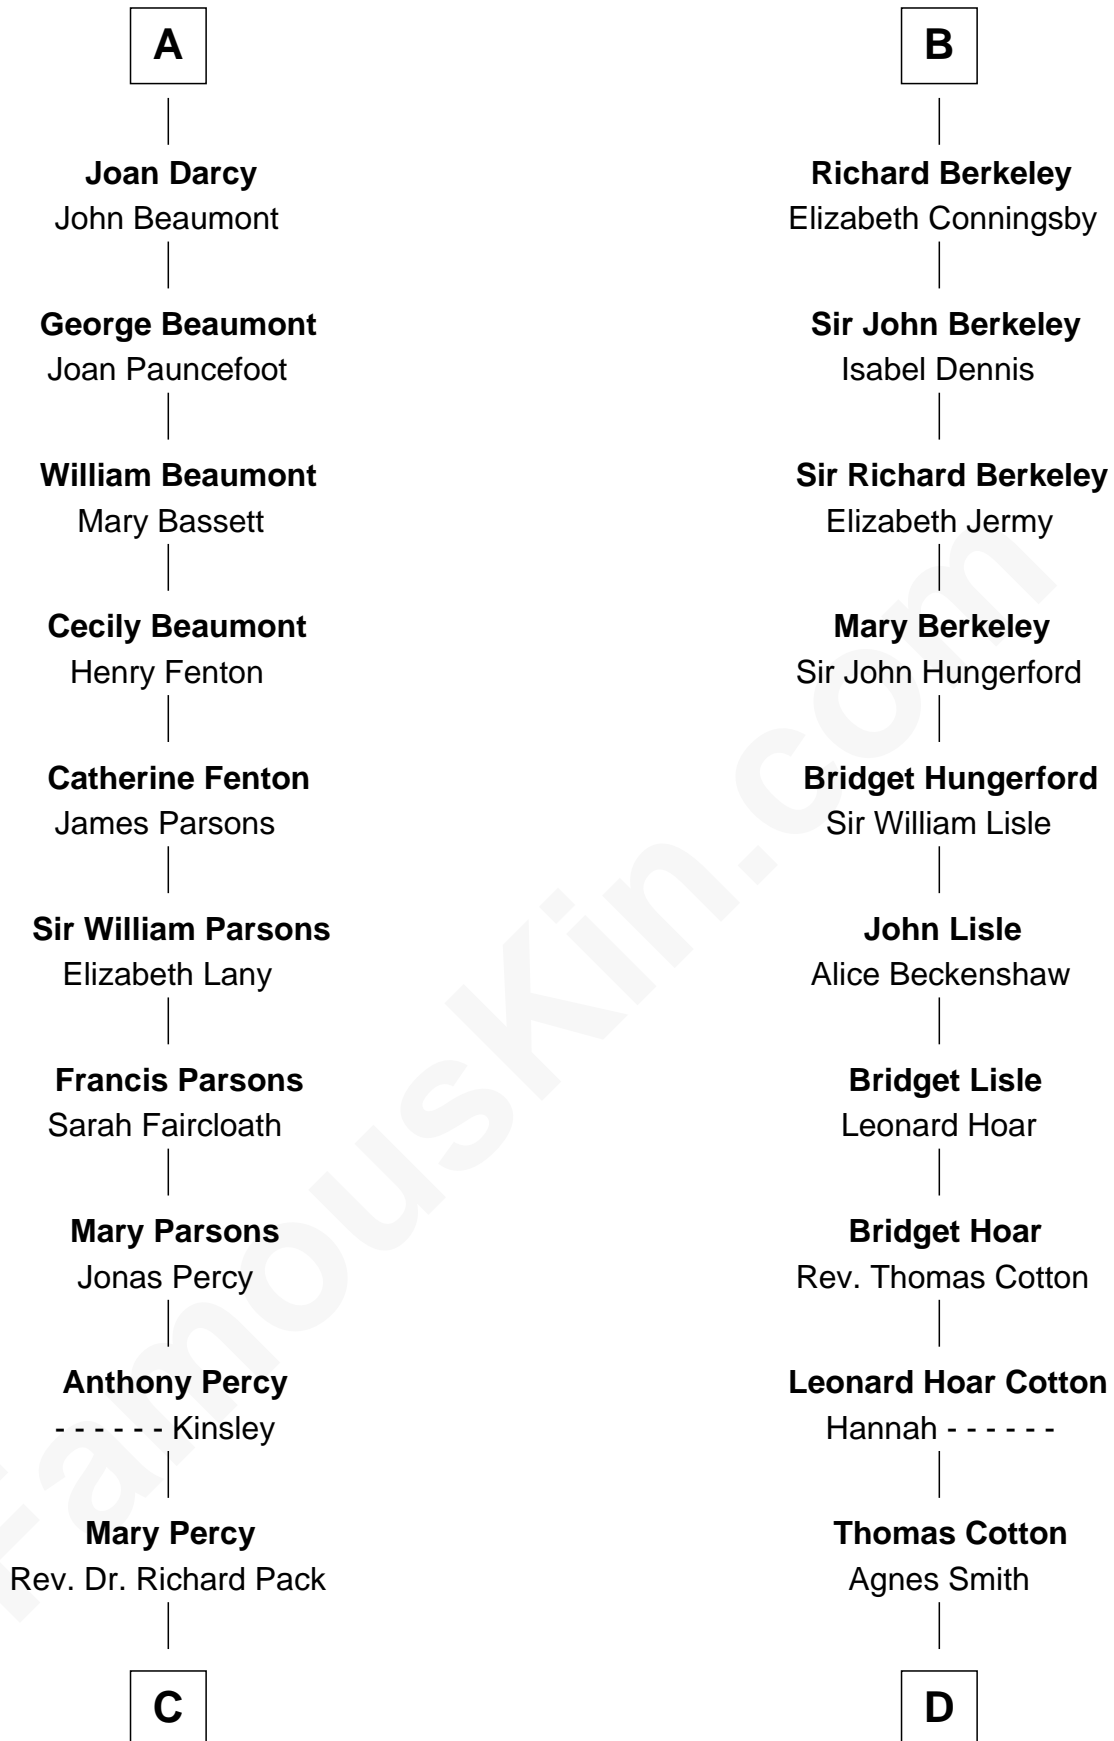 A
Joan Darcy
John Beaumont
George Beaumont
Joan Pauncefoot
William Beaumont
Mary Bassett
Cecily Beaumont
Henry Fenton
Catherine Fenton
James Parsons
Sir William Parsons
Elizabeth Lany
Francis Parsons
Sarah Faircloath
Mary Parsons
Jonas Percy
Anthony Percy
- - - - - - Kinsley
Mary Percy
Rev. Dr. Richard Pack
C
B
Richard Berkeley
Elizabeth Conningsby
Sir John Berkeley
Isabel Dennis
Sir Richard Berkeley
Elizabeth Jermy
Mary Berkeley
Sir John Hungerford
Bridget Hungerford
Sir William Lisle
John Lisle
Alice Beckenshaw
Bridget Lisle
Leonard Hoar
Bridget Hoar
Rev. Thomas Cotton
Leonard Hoar Cotton
Hannah - - - - - -
Thomas Cotton
Agnes Smith
D
FamousKin.com